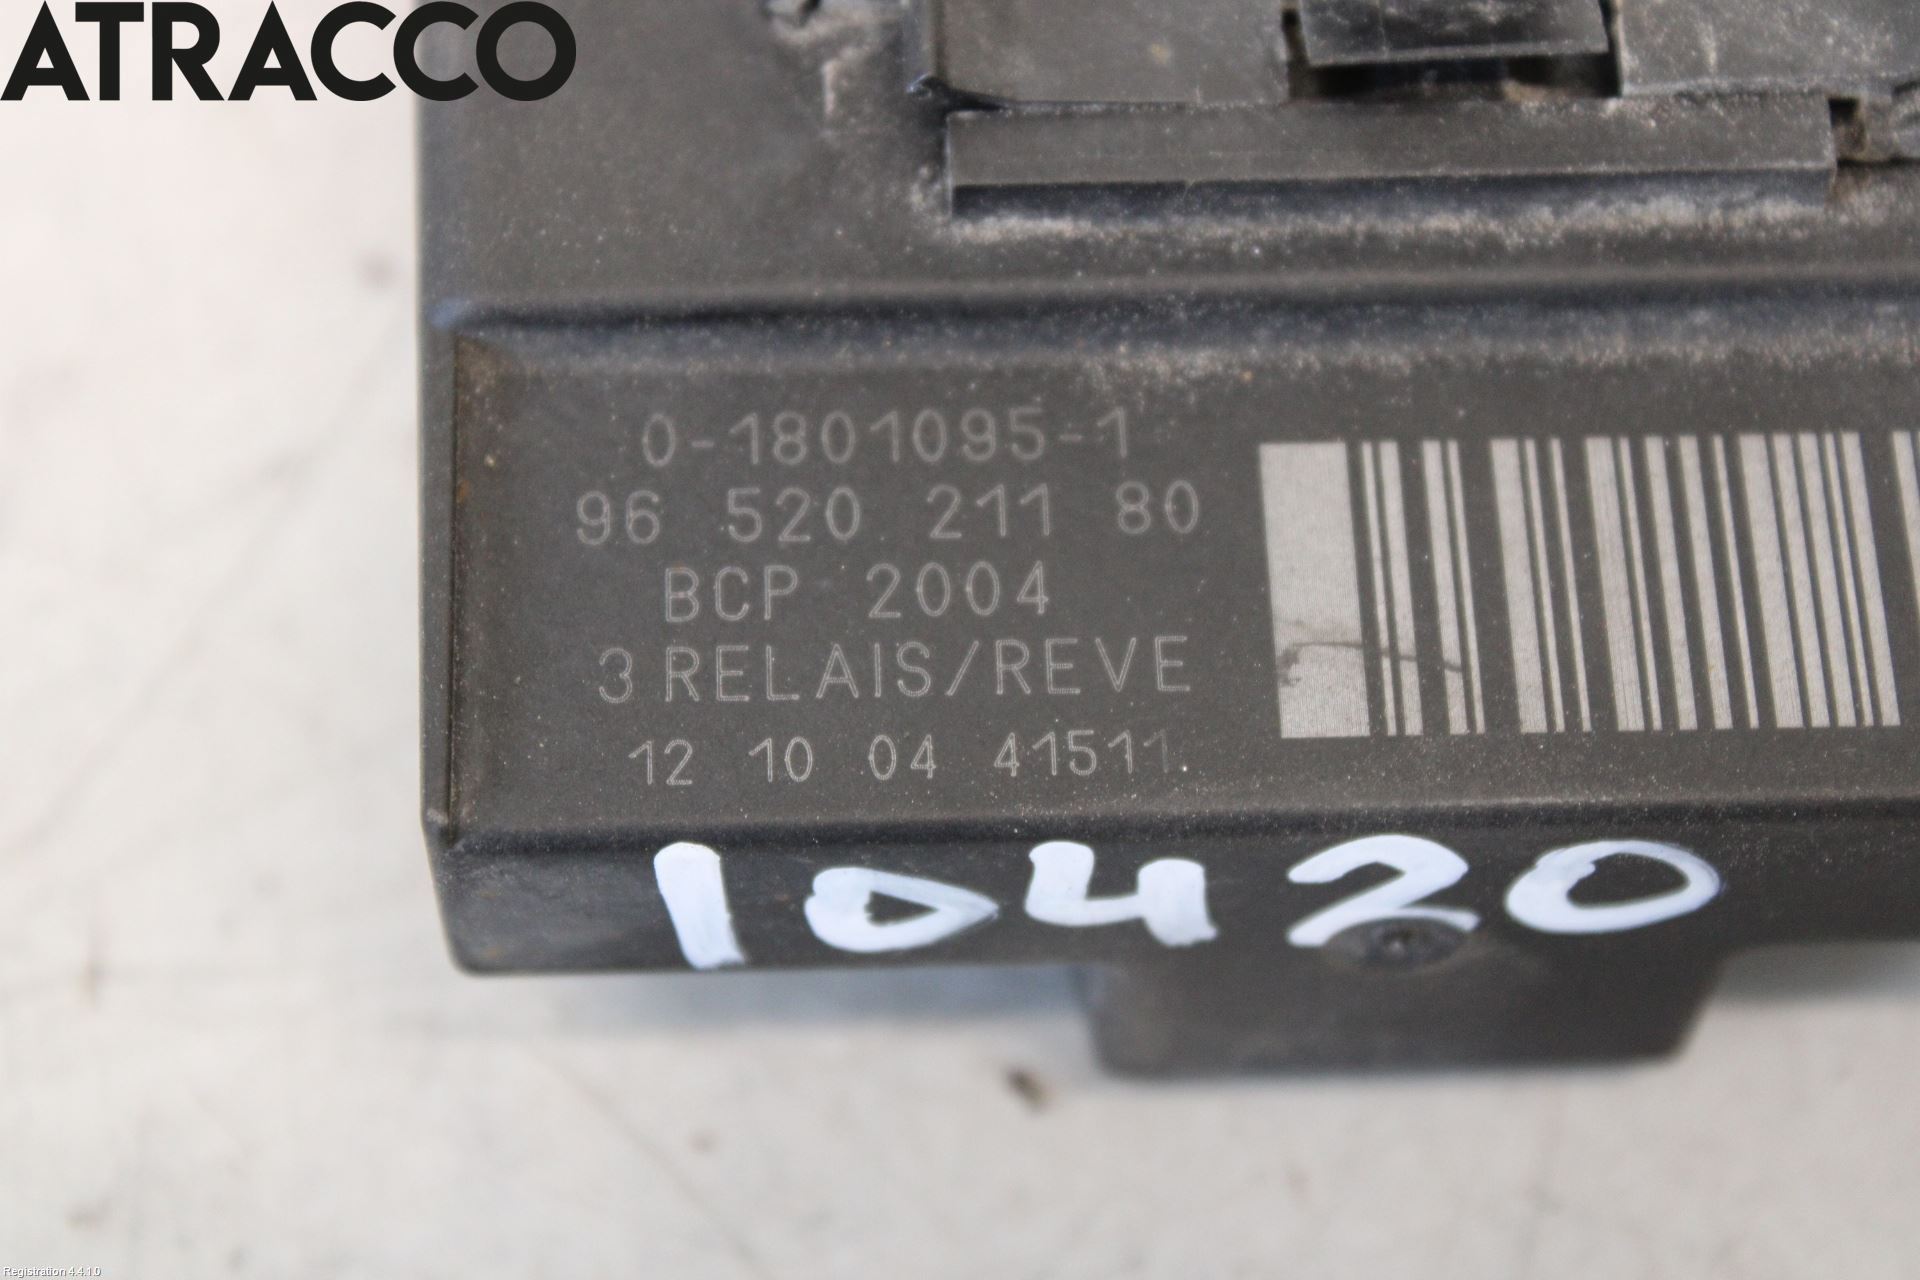 ATRACCO
0-1801095-1
96 520 211 80
BCP 2004
3 RELAIS/REVE
12 10 04 41511
10420
Registration 4.4.1.0